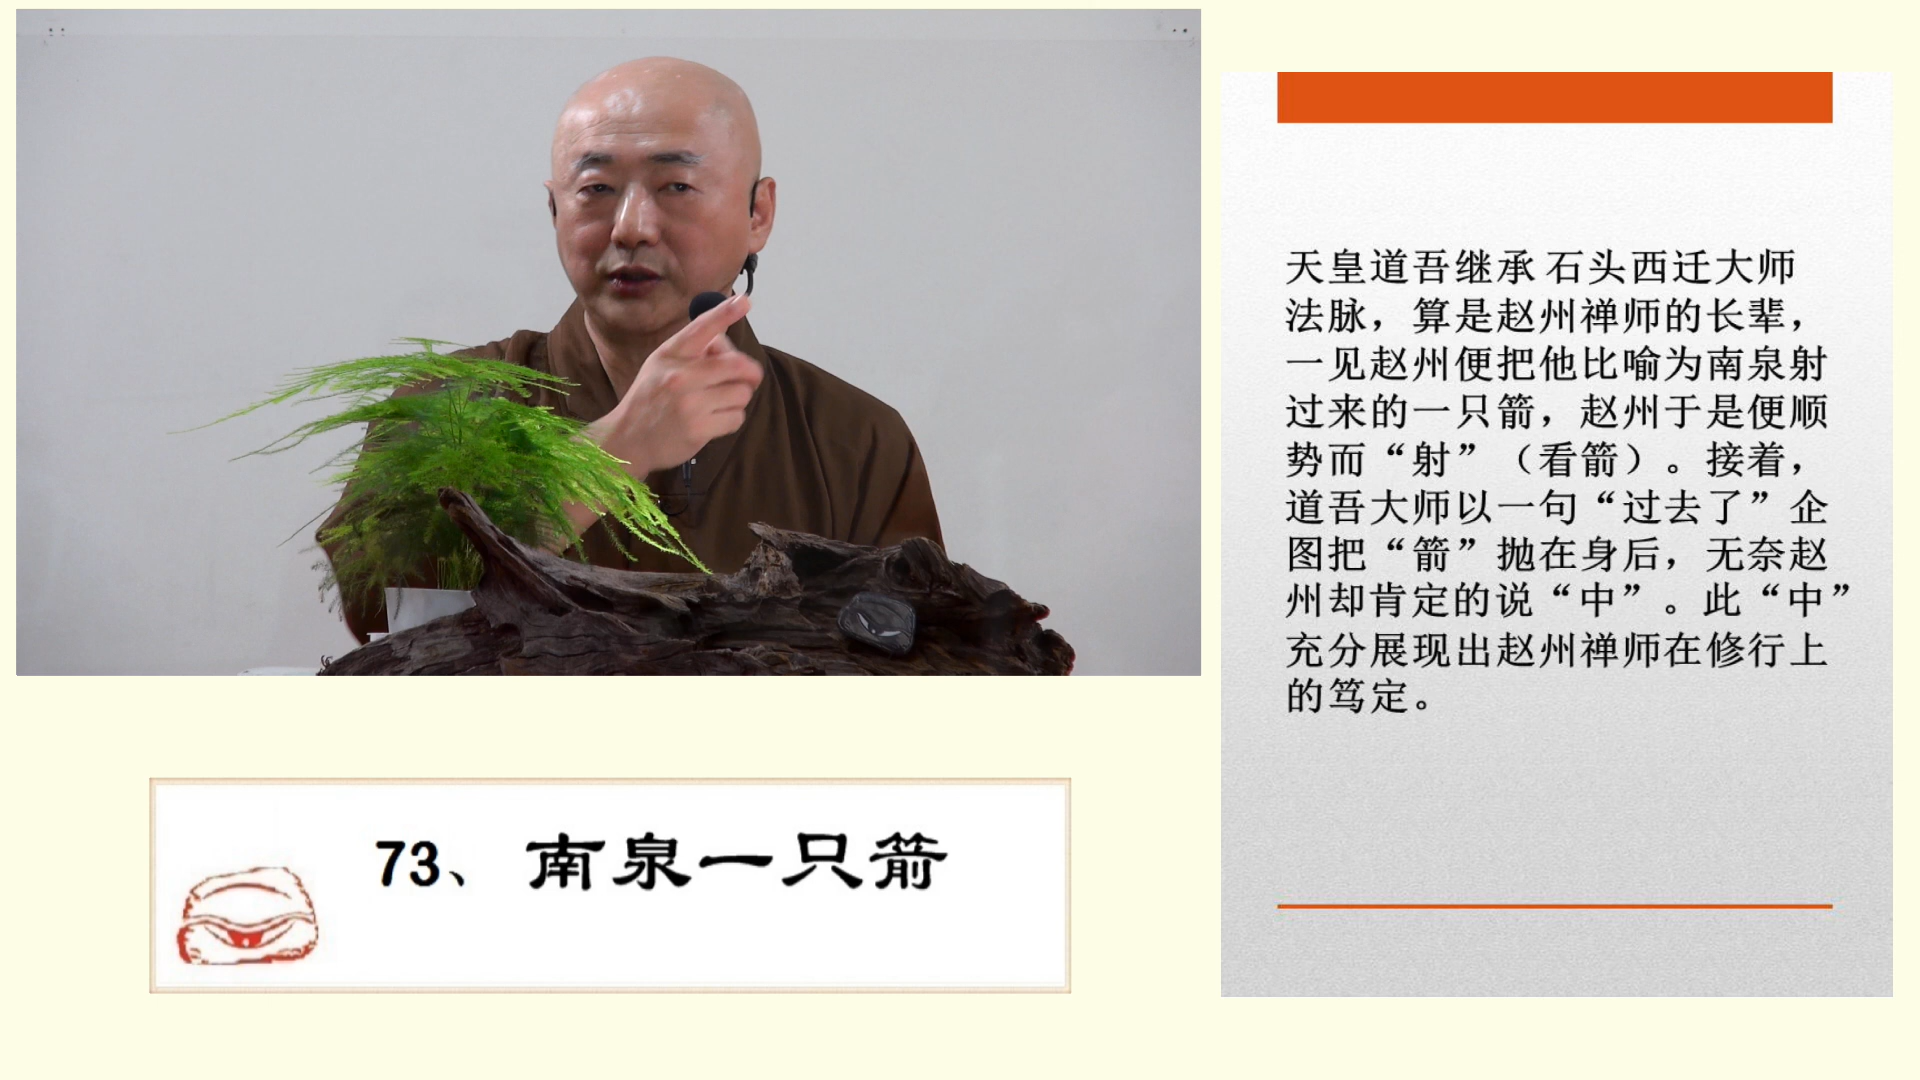 天皇道吾继承 石头西迁大师
法脉，算是赵州禅师的长辈，
一见赵州便把他比喻为南泉射
过来的一只箭，赵州于是便顺
势而“射”（看箭）。接着，
道吾大师以一句“过去了”企
图把“箭”抛在身后，无奈赵
州却肯定的说“中”。此“中”
充分展现出赵州禅师在修行上
的笃定。
73、 南泉一只箭